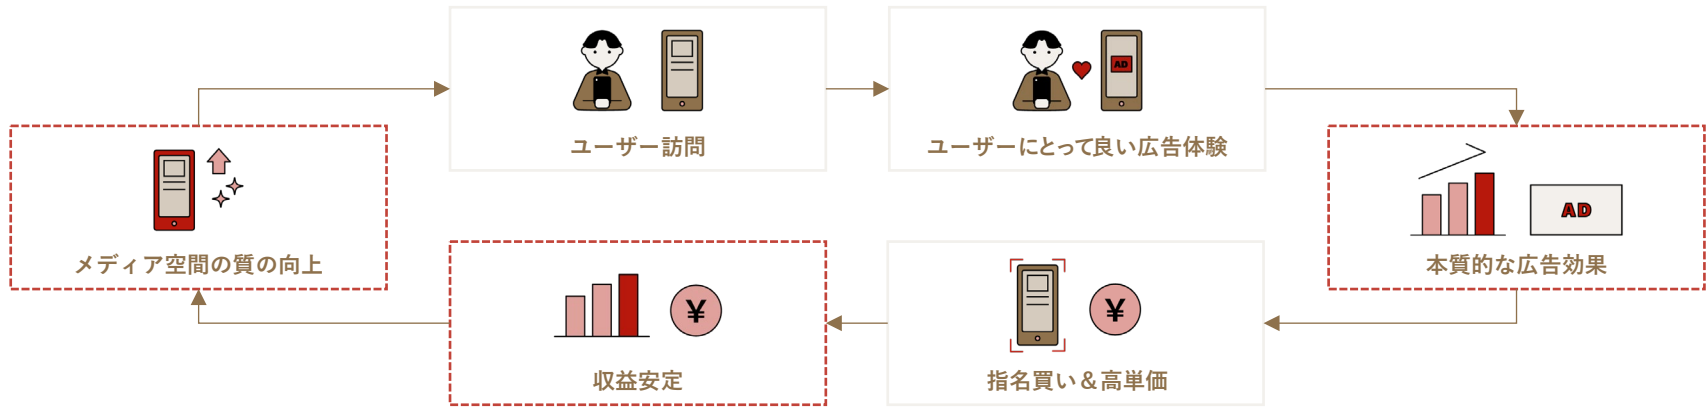 ユーザー訪問
AD
ユーザーにとって良い広告体験
メディア空間の質の向上
AD
本質的な広告効果
¥
収益安定
¥
指名買い＆高単価